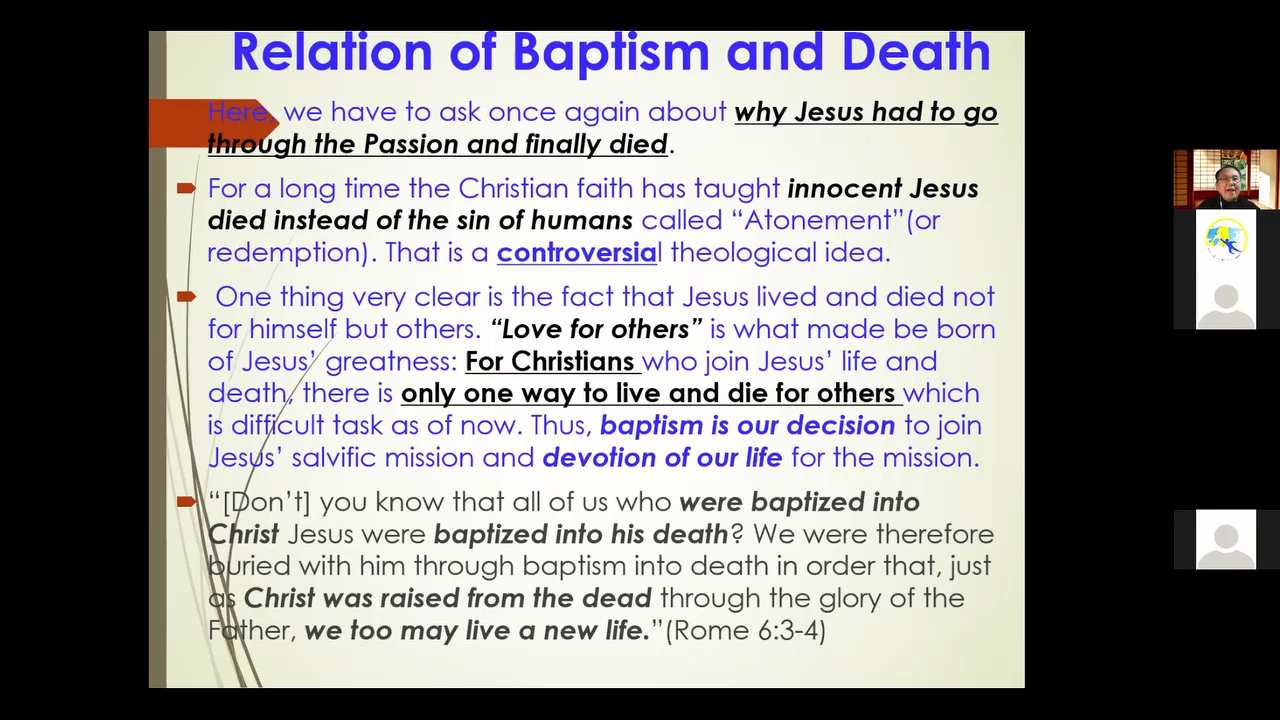 Relation of Baptism and Death
Here, we have to ask once again about why Jesus had to go
through the Passion and finally died.
For a long time the Christian faith has taught innocent Jesus
died instead of the sin of humans called “Atonement”(or
redemption). That is a controversial theological idea.
One thing very clear is the fact that Jesus lived and died not
for himself but others. “Love for others” is what made be born
of Jesus’ greatness: For Christians who join Jesus’ life and
death, there is only one way to live and die for others which
is difficult task as of now. Thus, baptism is our decision to join
Jesus’ salvific mission and devotion of our life for the mission.
“[Don’t] you know that all of us who were baptized into
Christ Jesus were baptized into his death? We were therefore
buried with him through baptism into death in order that, just
as Christ was raised from the dead through the glory of the
Father, we too may live a new life.”(Rome 6:3-4)